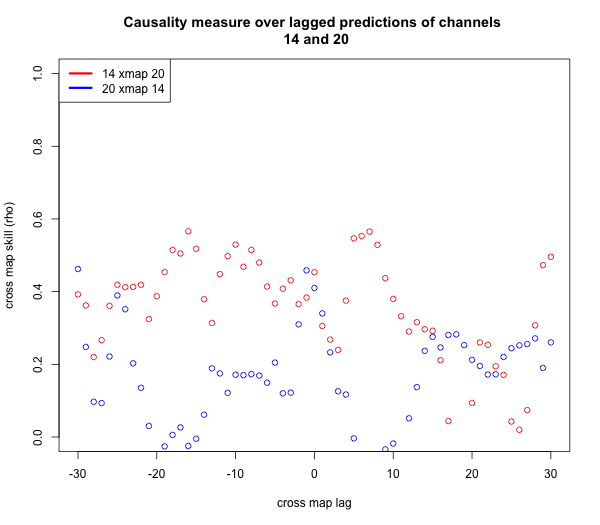 Causality measure over lagged predictions of channels
14 and 20
14 xmap 20
20 xmap 14
cross map skill (rho)
1.0
0.8
0.6
0.4
0.2
0.0
-30 -20 -10 0 10 20 30
cross map lag